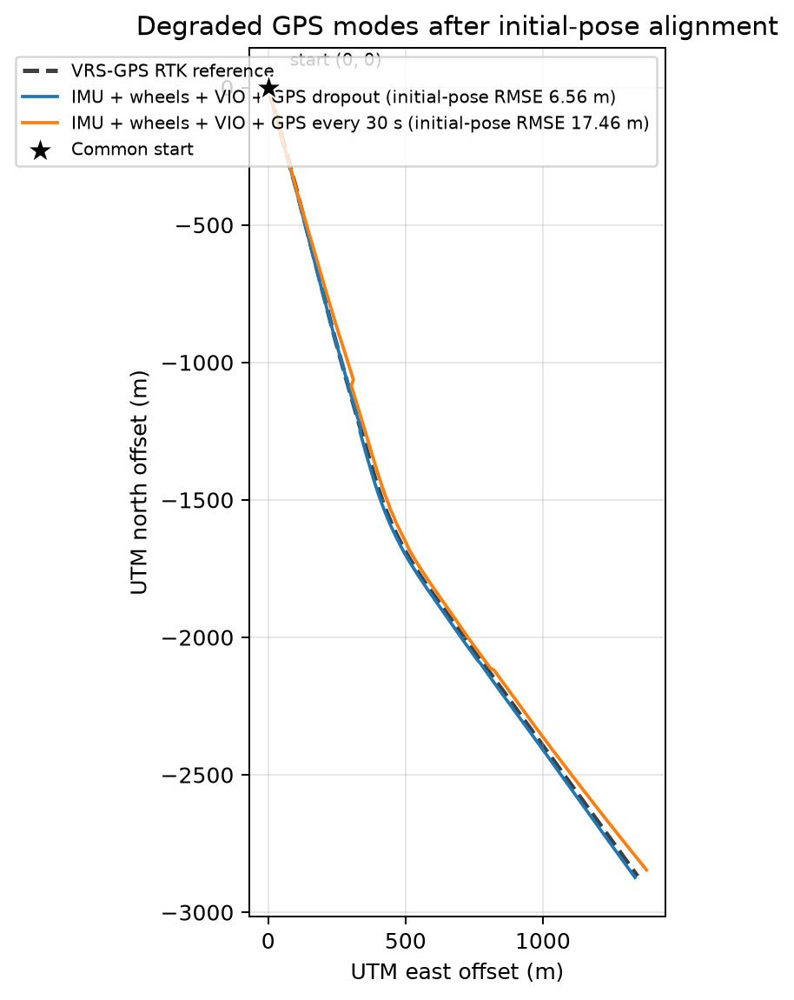 Degraded GPS modes after initial-pose alignment
start (0, 0)
VRS-GPS RTK reference
IMU + wheels + VIO + GPS dropout (initial-pose RMSE 6.56 m)
IMU + wheels + VIO + GPS every 30 s (initial-pose RMSE 17.46 m)
Common start
0
−500
−1000
−1500
−2000
−2500
−3000
UTM north offset (m)
0 500 1000
UTM east offset (m)